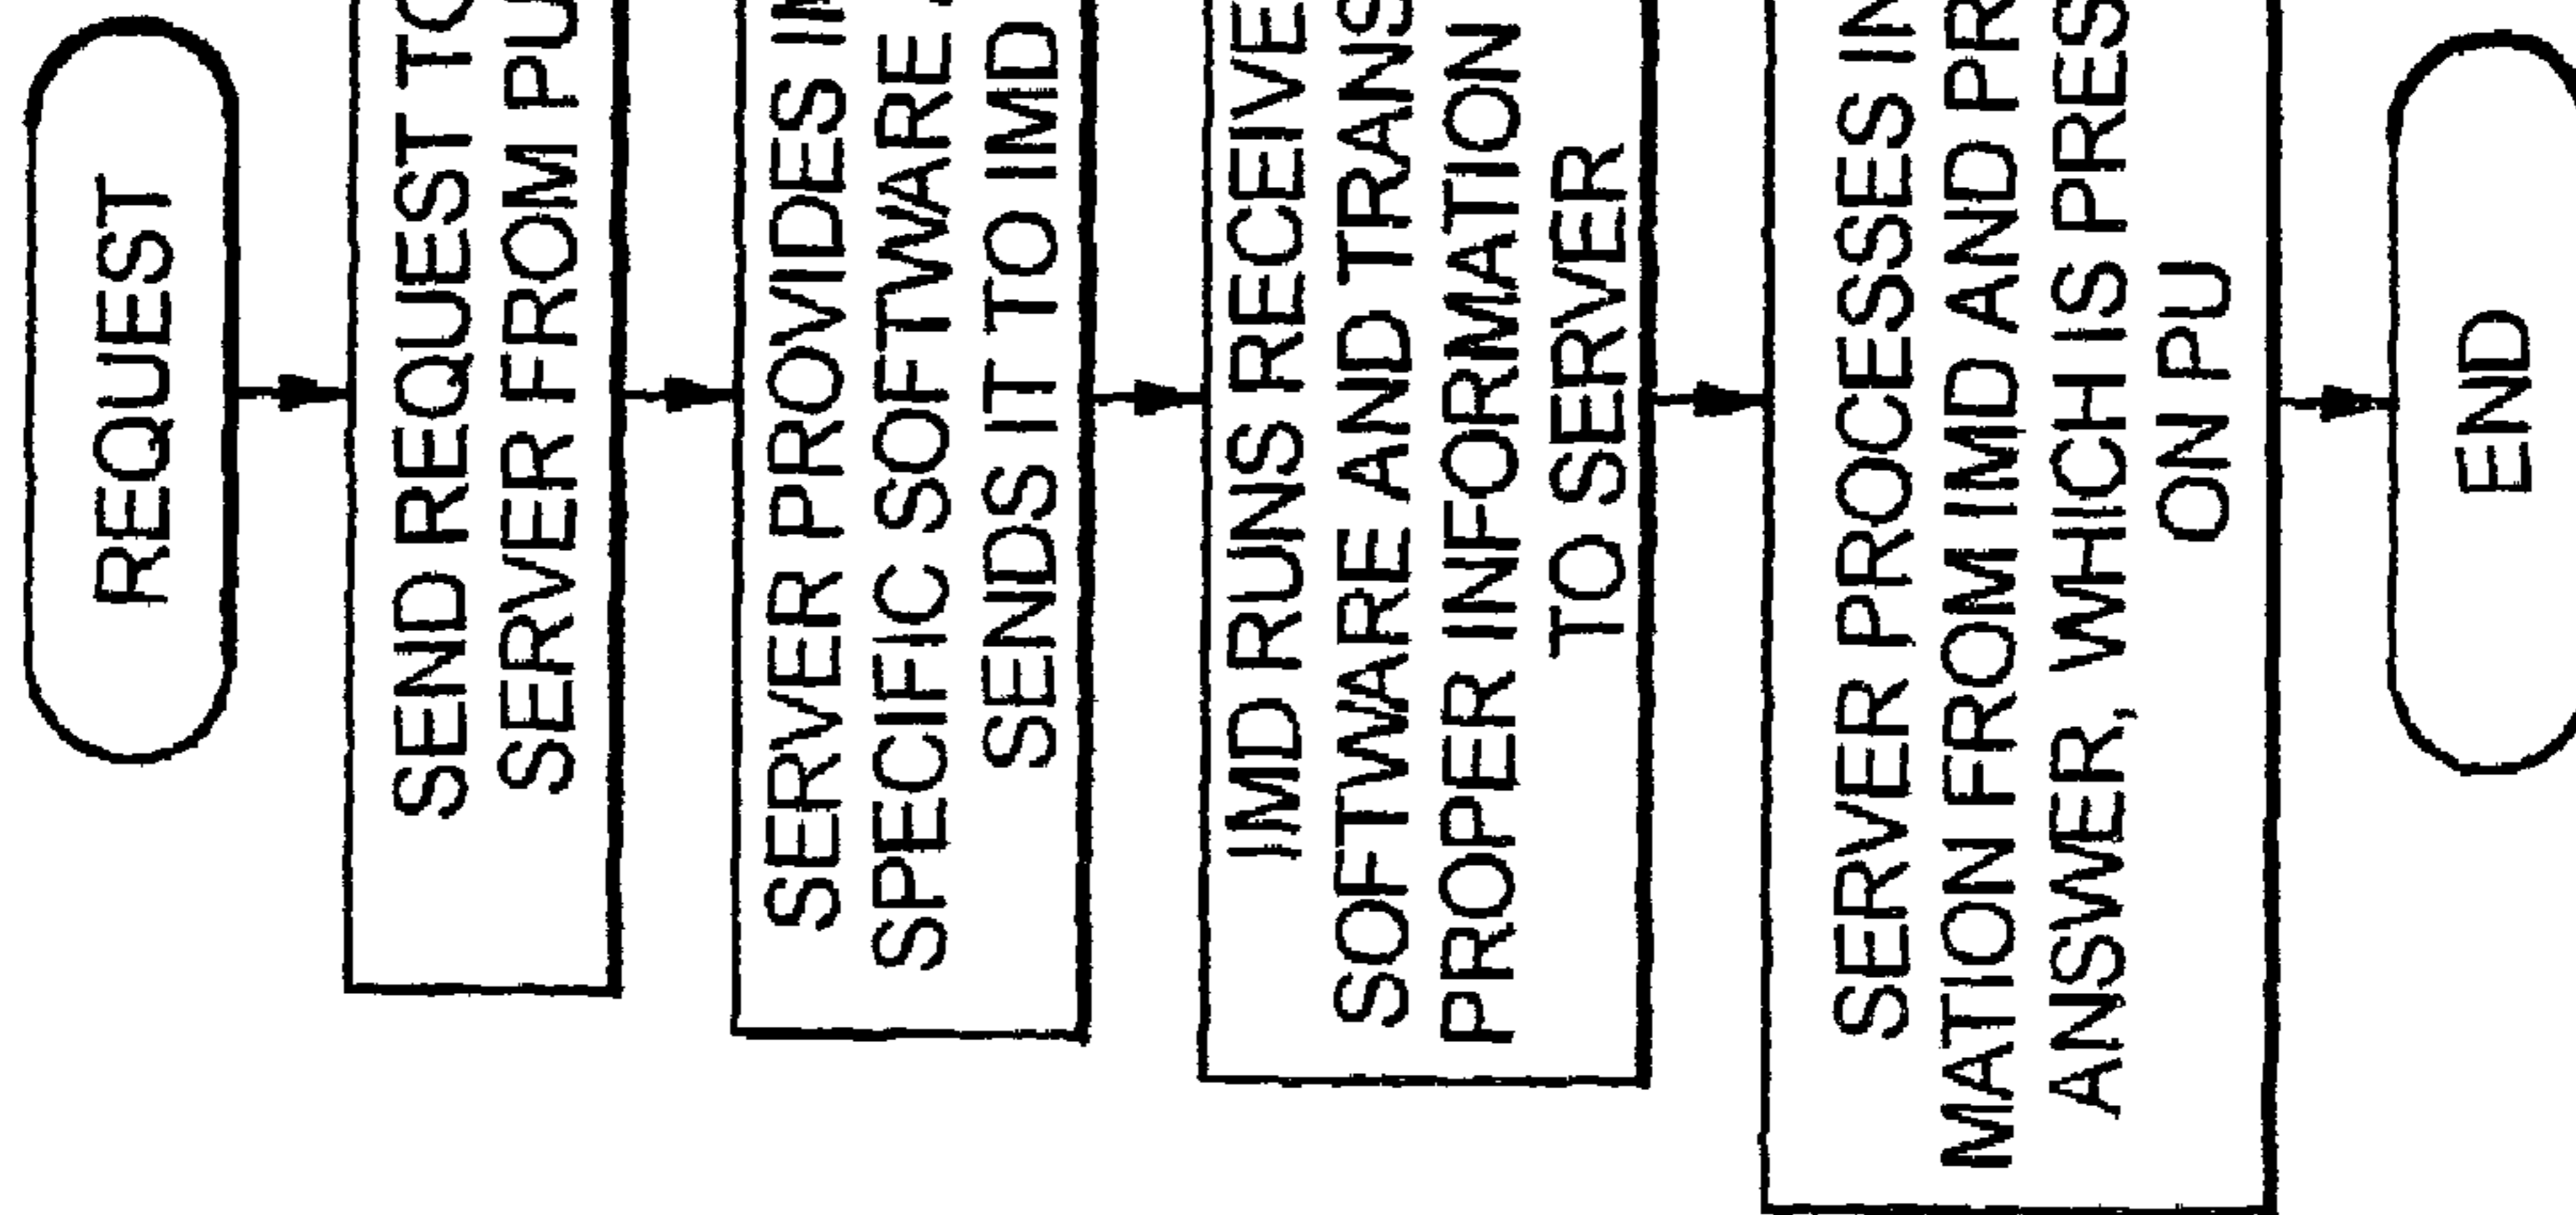 REQUEST
SEND REQUEST TO
SERVER FROM PU
SERVER PROVIDES
SPECIFIC SOFTWARE
SENDS IT TO IMD
IMD RUNS RECEIVE
SOFTWARE AND TRANS
PROPER INFORMATION
TO SERVER
SERVER PROCESSES IN
MATION FROM IMD AND PR
ANSWER, WHICH IS PRES
ON PU
END